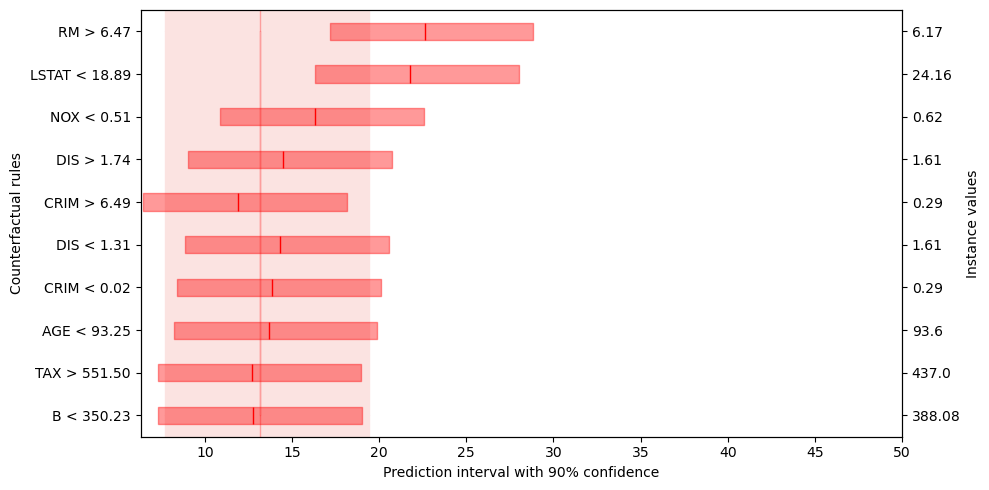 RM > 6.47 6.17
LSTAT < 18.89 24.16
NOX < 0.51 0.62
DIS > 1.74 1.61
CRIM > 6.49 0.29
DIS < 1.31 1.61
CRIM < 0.02 0.29
AGE < 93.25 93.6
TAX > 551.50 437.0
B < 350.23 388.08
Counterfactual rules
Instance values
10 15 20 25 30 35 40 45 50
Prediction interval with 90% confidence